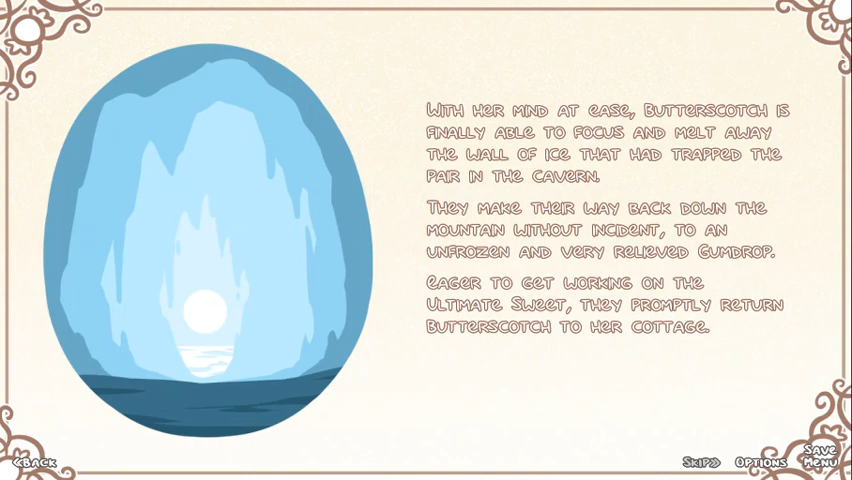 With her mind at ease, Butterscotch is
finally able to focus and melt away
the wall of ice that had trapped the
pair in the cavern.
They make their way back down the
mountain without incident, to an
unfrozen and very relieved Gumdrop.
Eager to get working on the
Ultimate Sweet, they promptly return
Butterscotch to her cottage.
«Back
Skip»
Options
Save
Menu